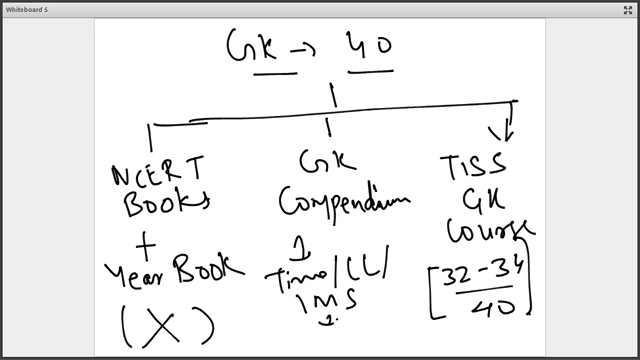 Whiteboard 5
GK → 40
NCERT
Books
+
Year Book
(X)
GK
Compendium
1
Time/CL/
IMS
TISS
GK
Course
[32-34
40]